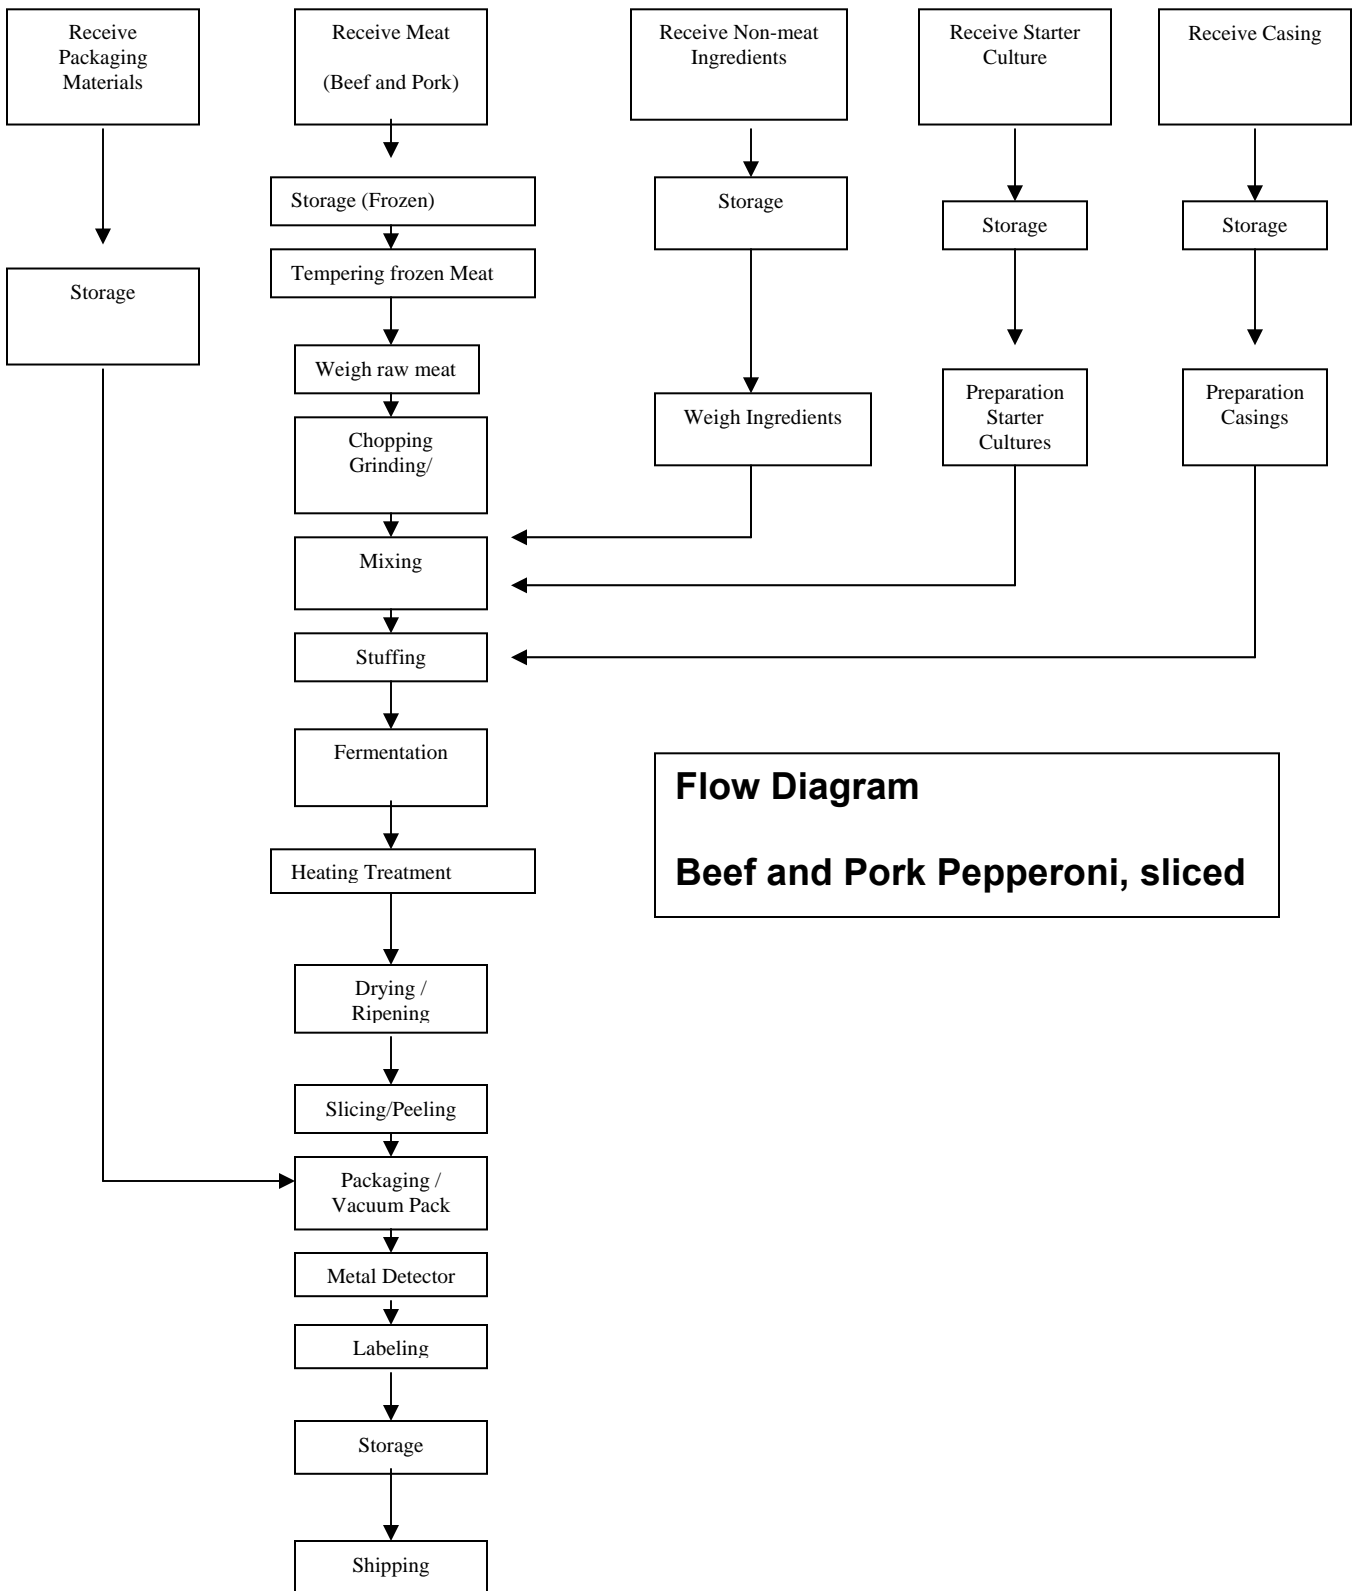 Receive
Packaging
Materials
Receive Meat
(Beef and Pork)
Receive Non-meat
Ingredients
Receive Starter
Culture
Receive Casing
Storage (Frozen)
Storage
Storage
Storage
Tempering frozen Meat
Storage
Weigh raw meat
Weigh Ingredients
Preparation
Starter
Cultures
Preparation
Casings
Chopping
Grinding/
Mixing
Stuffing
Fermentation
Flow Diagram
Beef and Pork Pepperoni, sliced
Heating Treatment
Drying /
Ripening
Slicing/Peeling
Packaging /
Vacuum Pack
Metal Detector
Labeling
Storage
Shipping